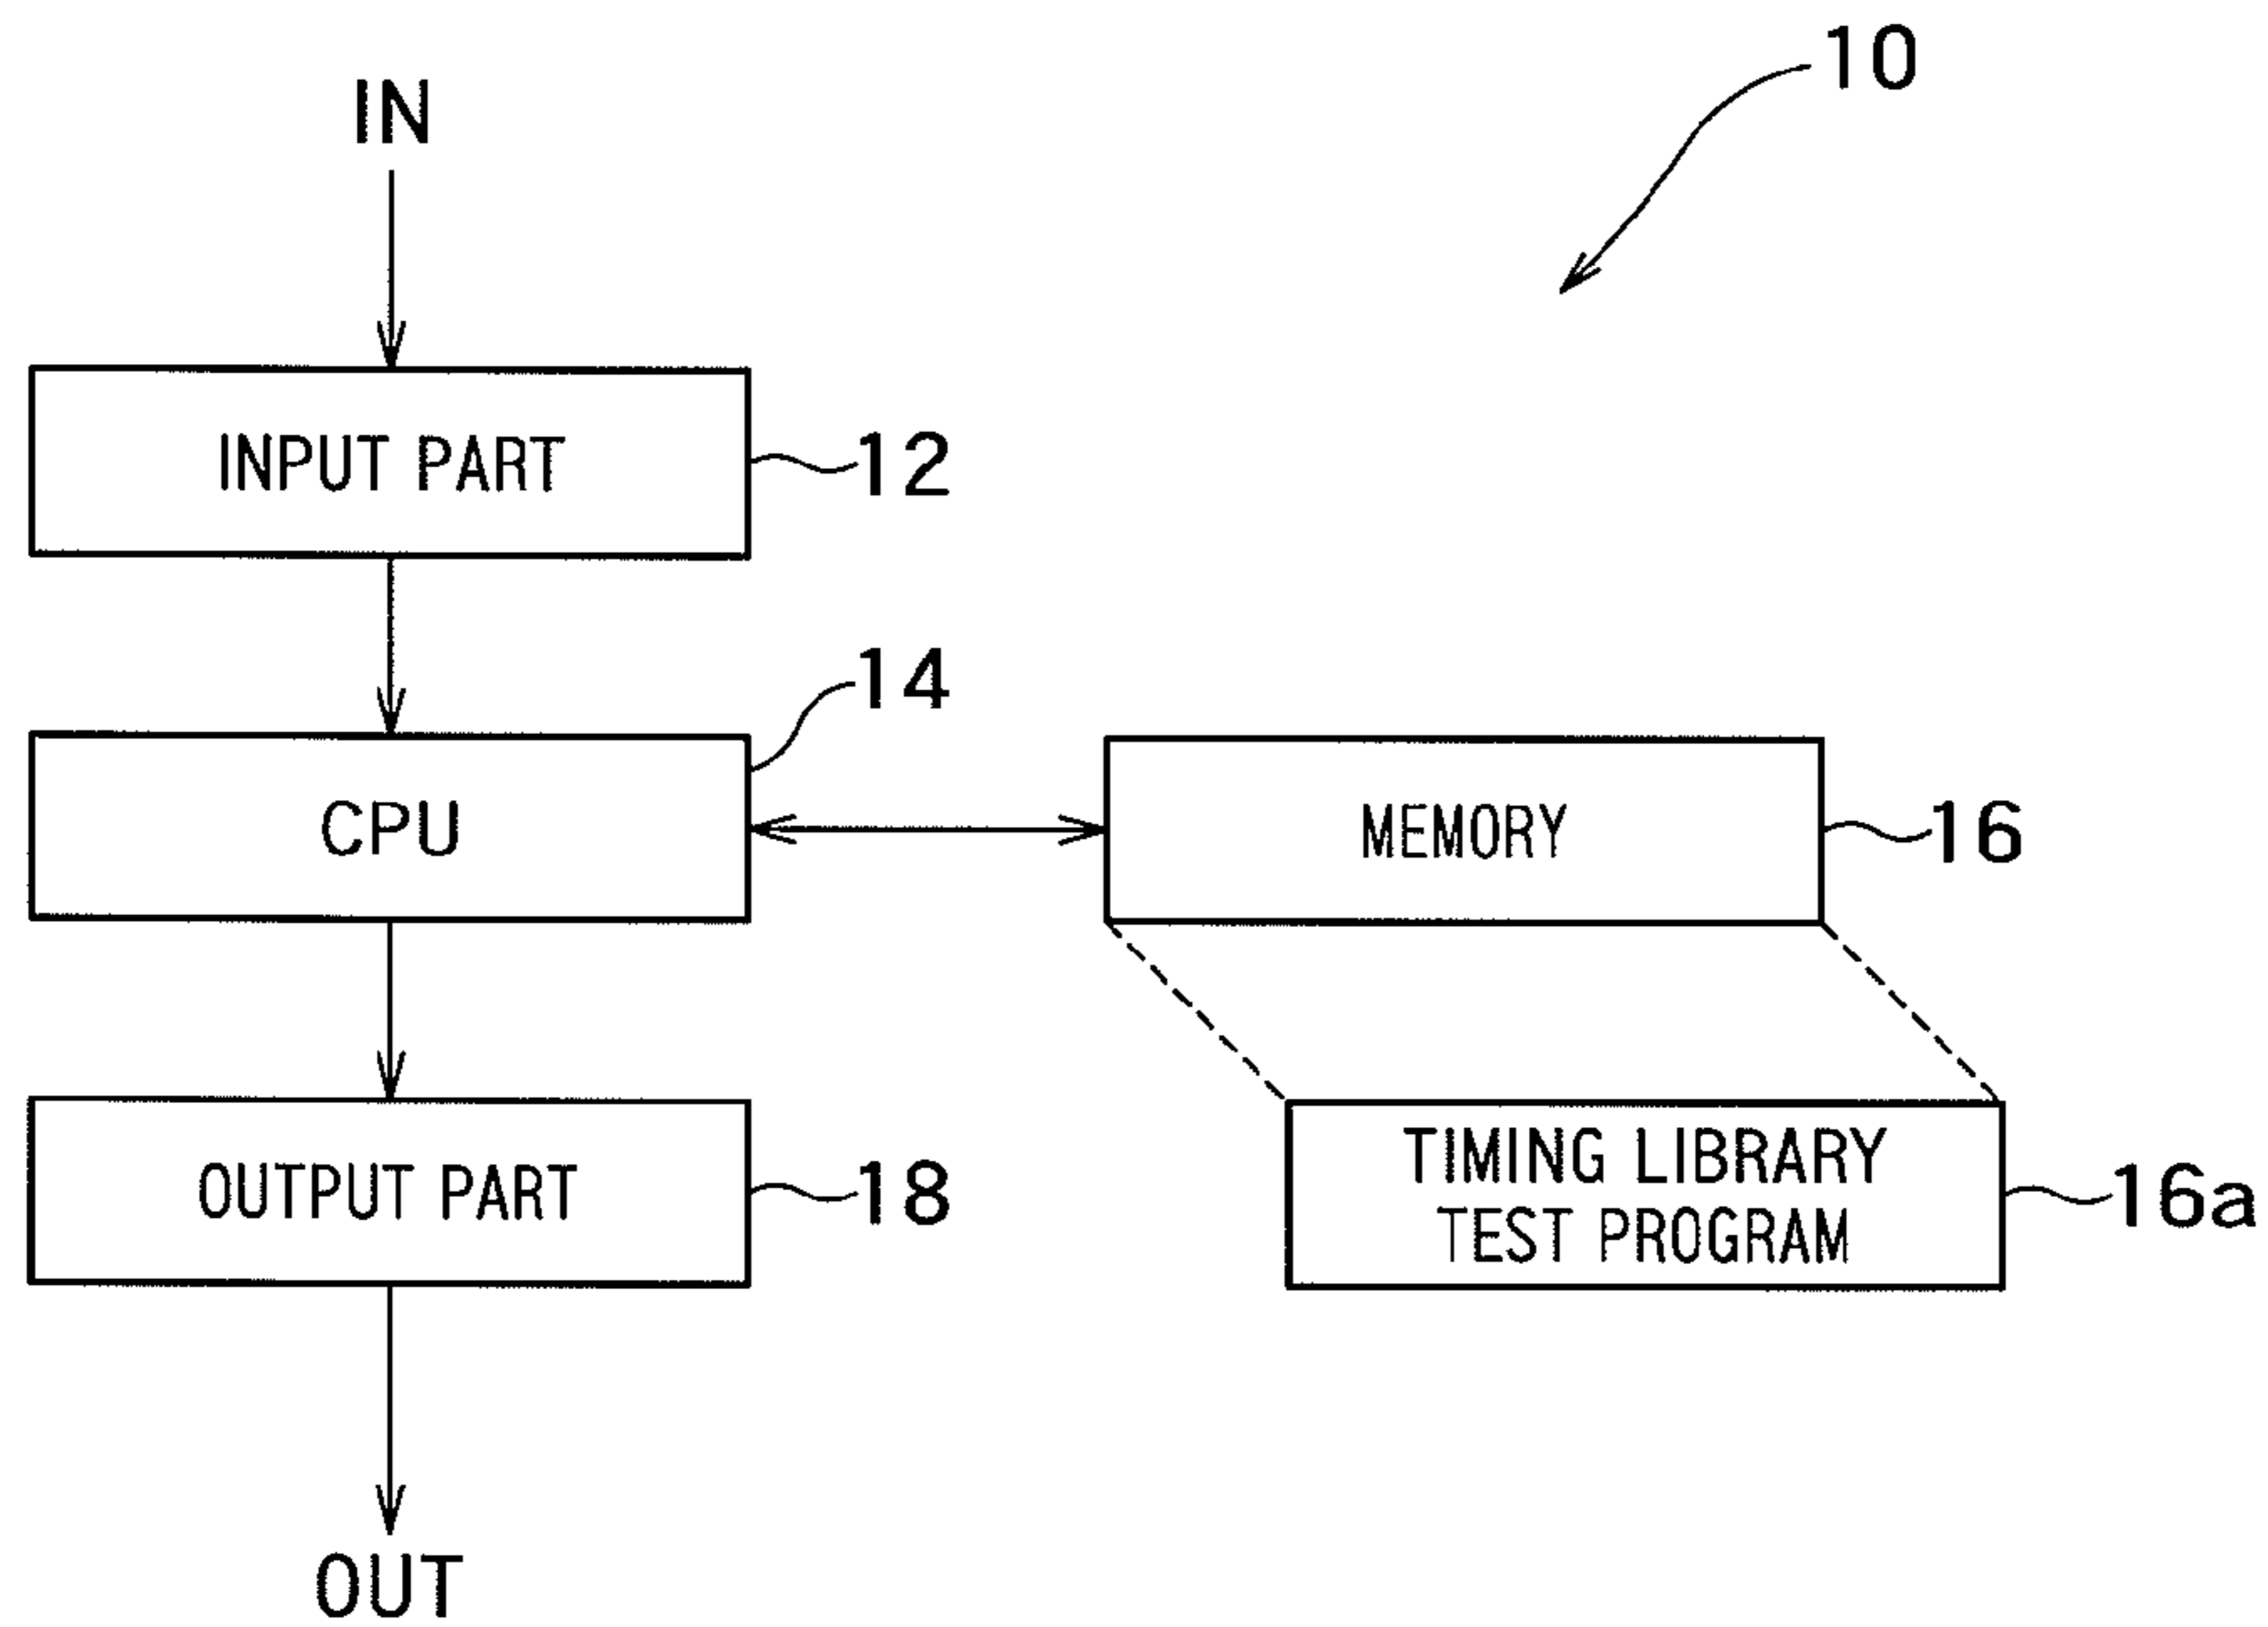 10
IN
INPUT PART
12
14
CPU
MEMORY
16
OUTPUT PART
18
TIMING LIBRARY
TEST PROGRAM
16a
OUT